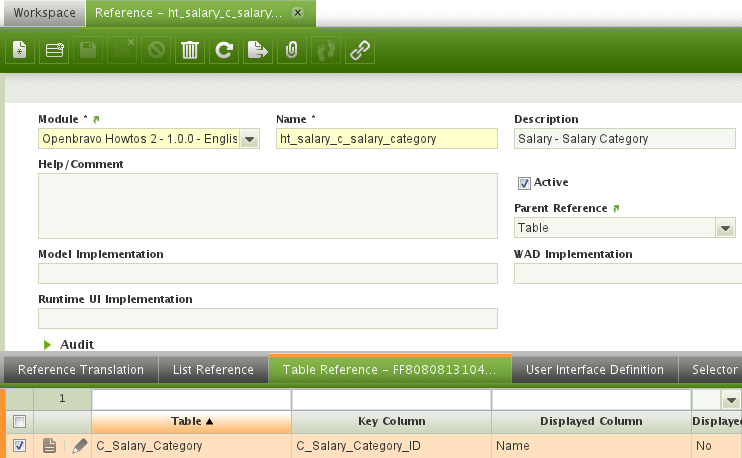 Workspace
Reference - ht_salary_c_salary...
Module *
Name *
Description
Openbravo Howtos 2 - 1.0.0 - Englis
ht_salary_c_salary_category
Salary - Salary Category
Help/Comment
Active
Parent Reference
Table
Model Implementation
WAD Implementation
Runtime UI Implementation
Audit
Reference Translation
List Reference
Table Reference - FF8080813104...
User Interface Definition
Selector
1
Table
Key Column
Displayed Column
Displaye
C_Salary_Category
C_Salary_Category_ID
Name
No